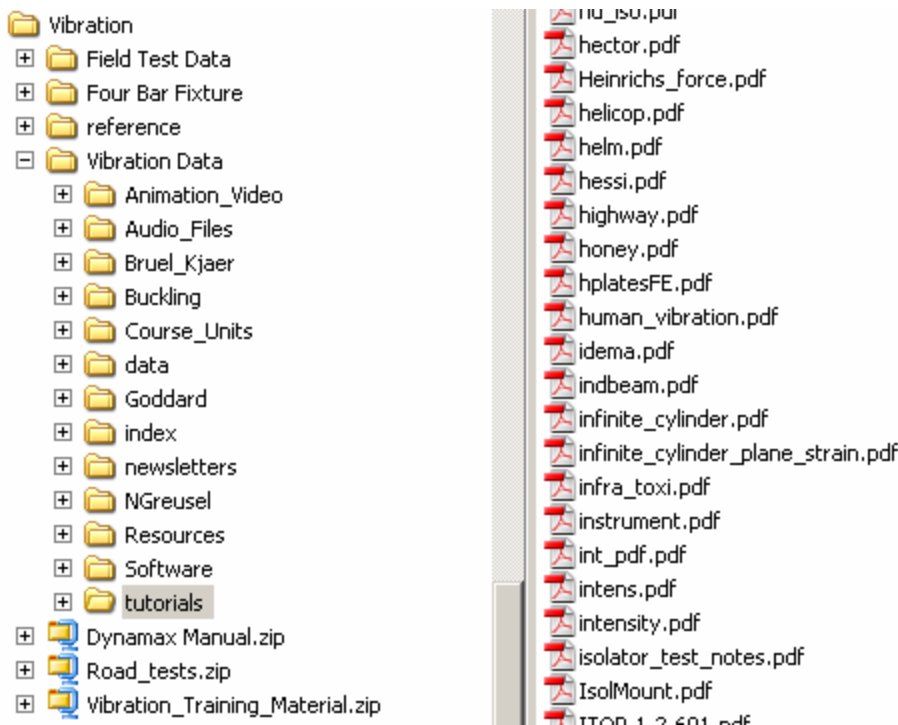 Vibration
Field Test Data
Four Bar Fixture
reference
Vibration Data
Animation_Video
Audio_Files
Bruel_Kjaer
Buckling
Course_Units
data
Goddard
index
newsletters
NGreusel
Resources
Software
tutorials
Dynamax Manual.zip
Road_tests.zip
Vibration_Training_Material.zip
hector.pdf
Heinrichs_force.pdf
helicop.pdf
helm.pdf
hessi.pdf
highway.pdf
honey.pdf
hplatesFE.pdf
human_vibration.pdf
idema.pdf
indbeam.pdf
infinite_cylinder.pdf
infinite_cylinder_plane_strain.pdf
infra_toxi.pdf
instrument.pdf
int_pdf.pdf
intens.pdf
intensity.pdf
isolator_test_notes.pdf
IsolMount.pdf